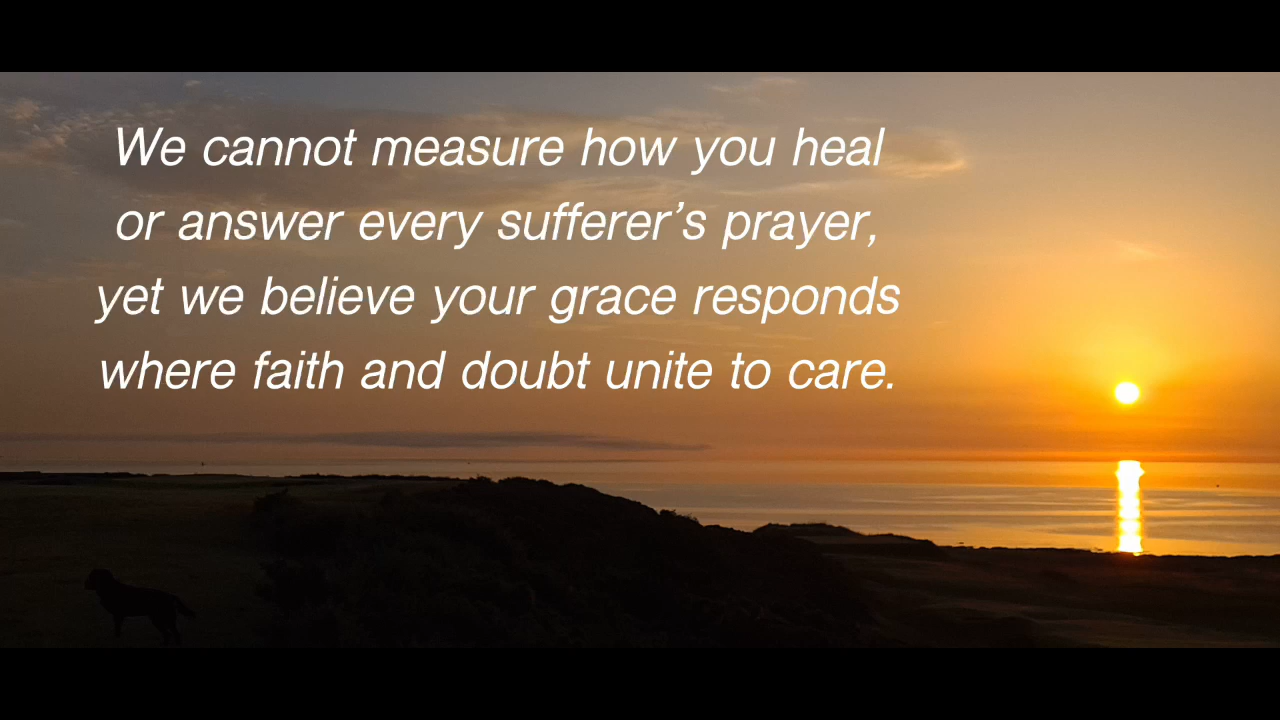 We cannot measure how you heal
or answer every sufferer’s prayer,
yet we believe your grace responds
where faith and doubt unite to care.